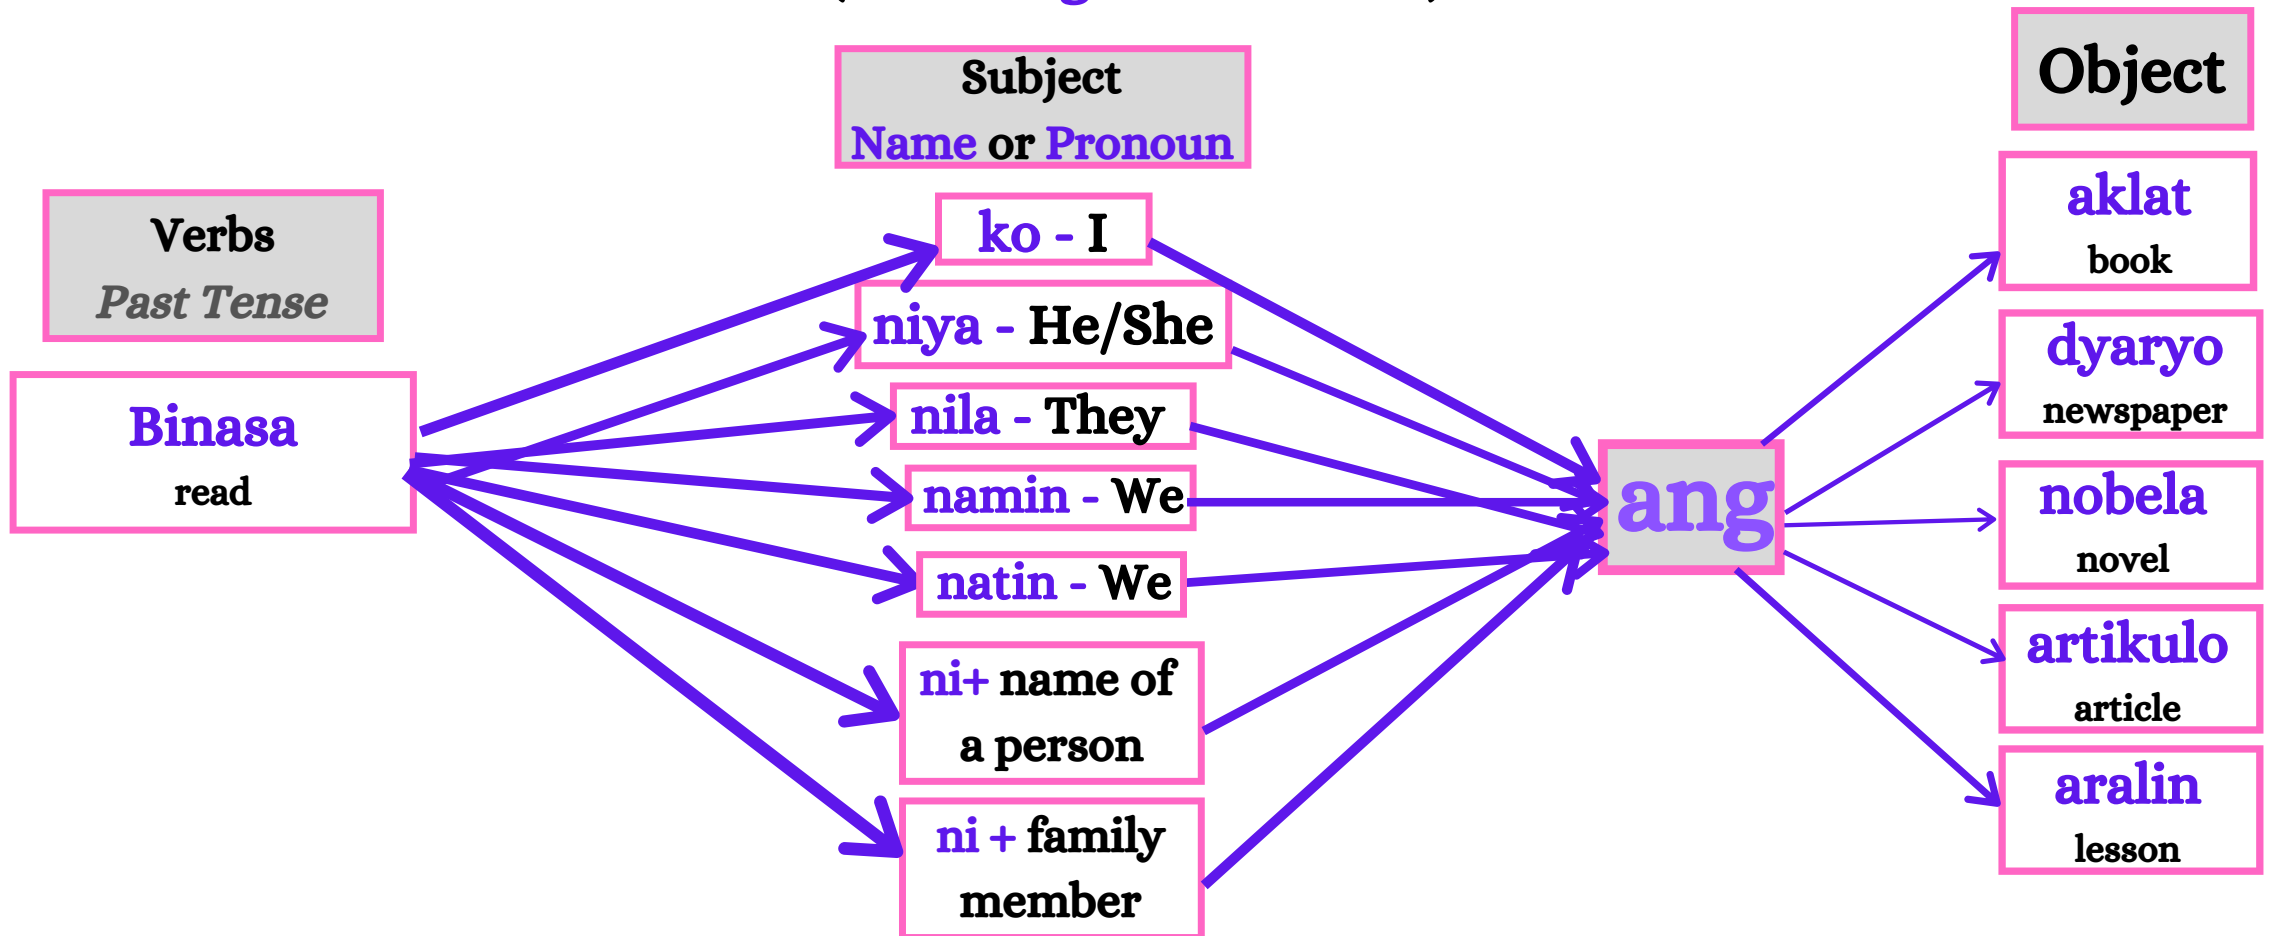 Subject
Name or Pronoun
Object
Verbs
Past Tense
Binasa
read
ko - I
niya - He/She
nila - They
namin - We
natin - We
ni+ name of
a person
ni + family
member
ang
aklat
book
dyaryo
newspaper
nobela
novel
artikulo
article
aralin
lesson